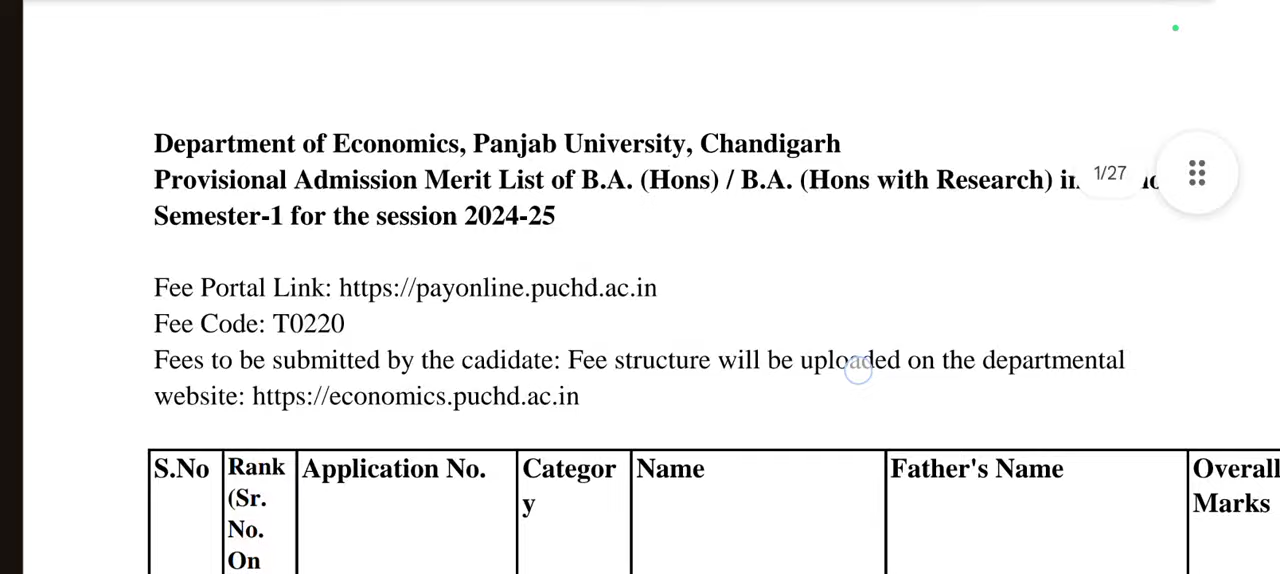 Department of Economics, Panjab University, Chandigarh
Provisional Admission Merit List of B.A. (Hons) / B.A. (Hons with Research)
1/27
Semester-1 for the session 2024-25
Fee Portal Link: https://payonline.puchd.ac.in
Fee Code: T0220
Fees to be submitted by the cadidate: Fee structure will be uploaded on the departmental
website: https://economics.puchd.ac.in
S.No Rank Application No. Categor Name Father's Name Overall
(Sr. y Marks
No.
On